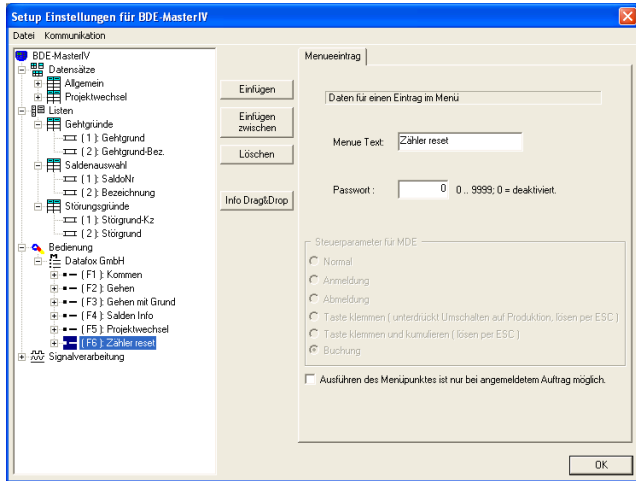 Setup Einstellungen für BDE-MasterIV
Datei Kommunikation
BDE-MasterIV
Datensätze
Allgemein
Projektwechsel
Listen
Gehtgründe
( 1 ): Gehtgrund
( 2 ): Gehtgrund-Bez.
Saldenauswahl
( 1 ): SaldoNr
( 2 ): Bezeichnung
Störungsgründe
( 1 ): Störgrund-Kz
( 2 ): Störgrund
Bedienung
Datafox GmbH
( F1 ): Kommen
( F2 ): Gehen
( F3 ): Gehen mit Grund
( F4 ): Salden Info
( F5 ): Projektwechsel
( F6 ): Zähler reset
Signalverarbeitung
Einfügen
Einfügen
zwischen
Löschen
Info Drag&Drop
Menueeintrag
Daten für einen Eintrag im Menü
Menue Text: Zähler reset
Passwort : 0 0 .. 9999; 0 = deaktiviert.
Steuerparameter für MDE
Normal
Anmeldung
Abmeldung
Taste klemmen ( unterdrückt Umschalten auf Produktion, lösen per ESC )
Taste klemmen und kumulieren ( lösen per ESC )
Buchung
Ausführen des Menüpunktes ist nur bei angemeldetem Auftrag möglich.
OK